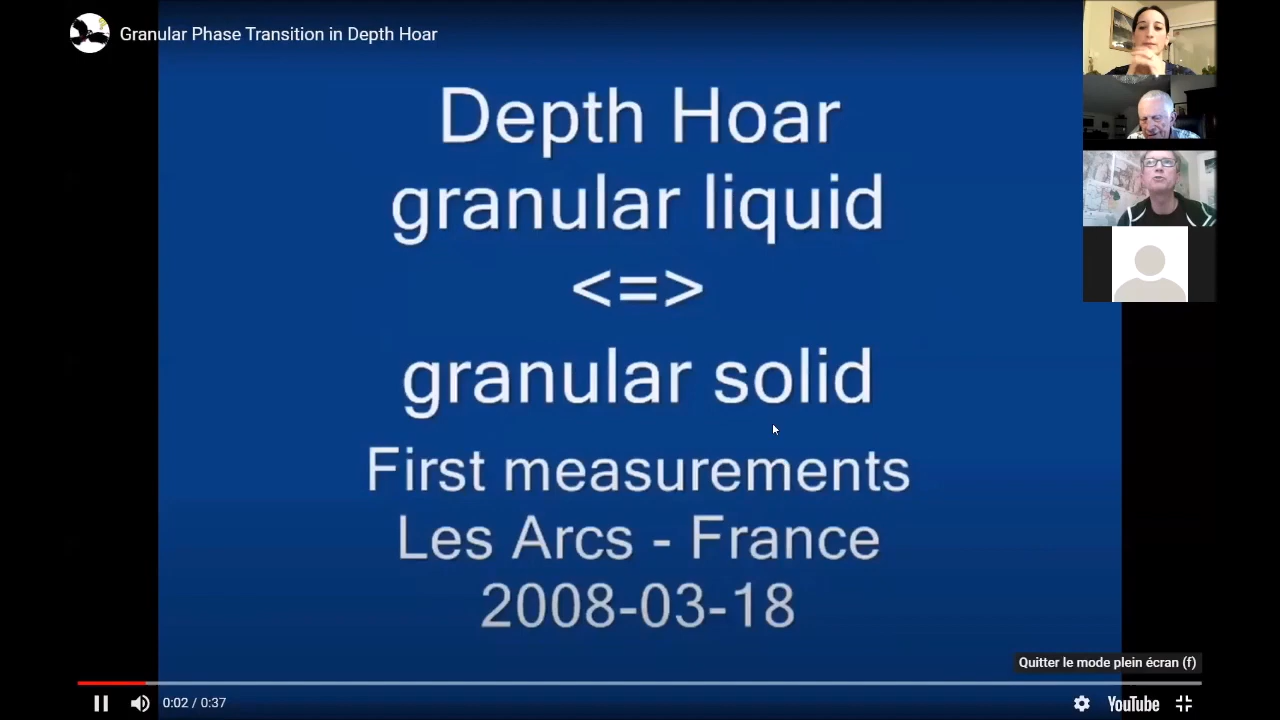 Granular Phase Transition in Depth Hoar
Depth Hoar
granular liquid
<=>
granular solid
First measurements
Les Arcs - France
2008-03-18
Quitter le mode plein écran (f)
0:02 / 0:37
YouTube